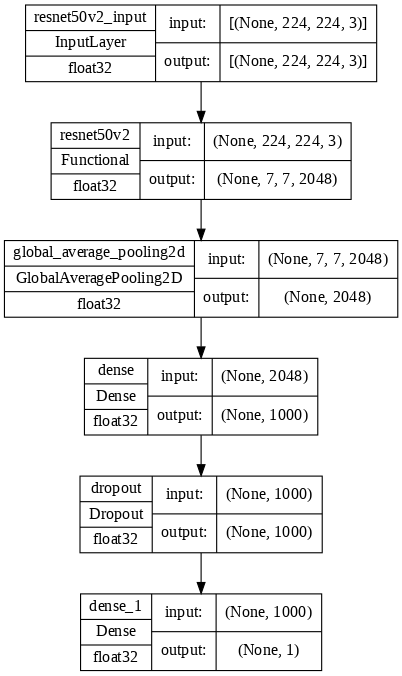 resnet50v2_input
InputLayer
float32
input:
[(None, 224, 224, 3)]
output:
[(None, 224, 224, 3)]
resnet50v2
Functional
float32
input:
(None, 224, 224, 3)
output:
(None, 7, 7, 2048)
global_average_pooling2d
GlobalAveragePooling2D
float32
input:
(None, 7, 7, 2048)
output:
(None, 2048)
dense
Dense
float32
input:
(None, 2048)
output:
(None, 1000)
dropout
Dropout
float32
input:
(None, 1000)
output:
(None, 1000)
dense_1
Dense
float32
input:
(None, 1000)
output:
(None, 1)